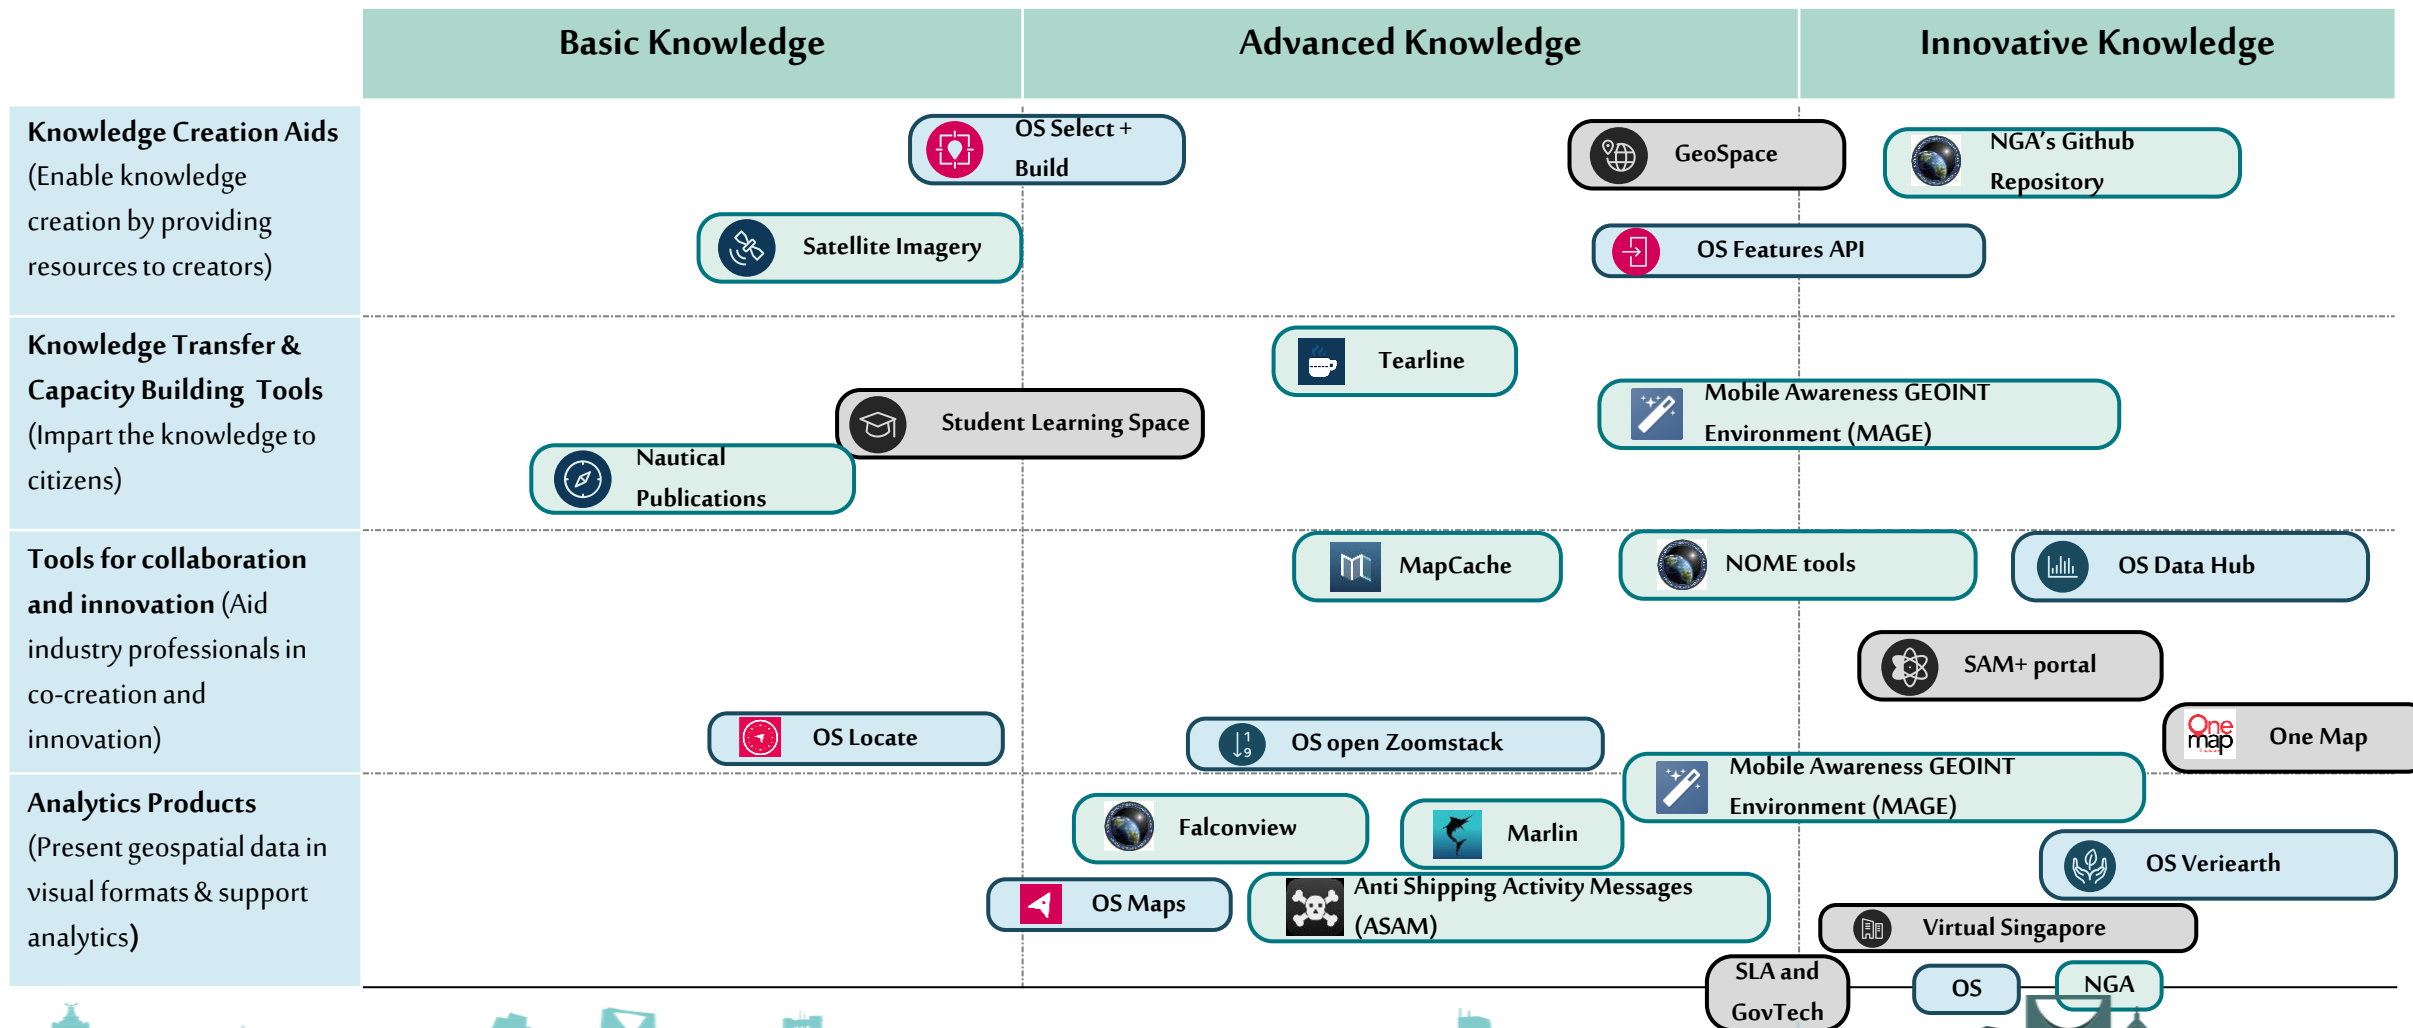 Basic Knowledge
Advanced Knowledge
Innovative Knowledge
Knowledge Creation Aids
(Enable knowledge
creation by providing
resources to creators)
OS Select +
Build
GeoSpace
NGA's Github
Repository
Satellite Imagery
OS Features API
Knowledge Transfer &
Capacity Building Tools
(Impart the knowledge to
citizens)
Tearline
Mobile Awareness GEOINT
Environment (MAGE)
Student Learning Space
Nautical
Publications
Tools for collaboration
and innovation (Aid
industry professionals in
co-creation and
innovation)
MapCache
NOME tools
OS Data Hub
SAM+ portal
OS Locate
1
9
OS open Zoomstack
One
map
One Map
Analytics Products
(Present geospatial data in
visual formats & support
analytics)
Mobile Awareness GEOINT
Environment (MAGE)
Falconview
Marlin
OS Veriearth
OS Maps
Anti Shipping Activity Messages
(ASAM)
Virtual Singapore
SLA and
GovTech
OS
NGA